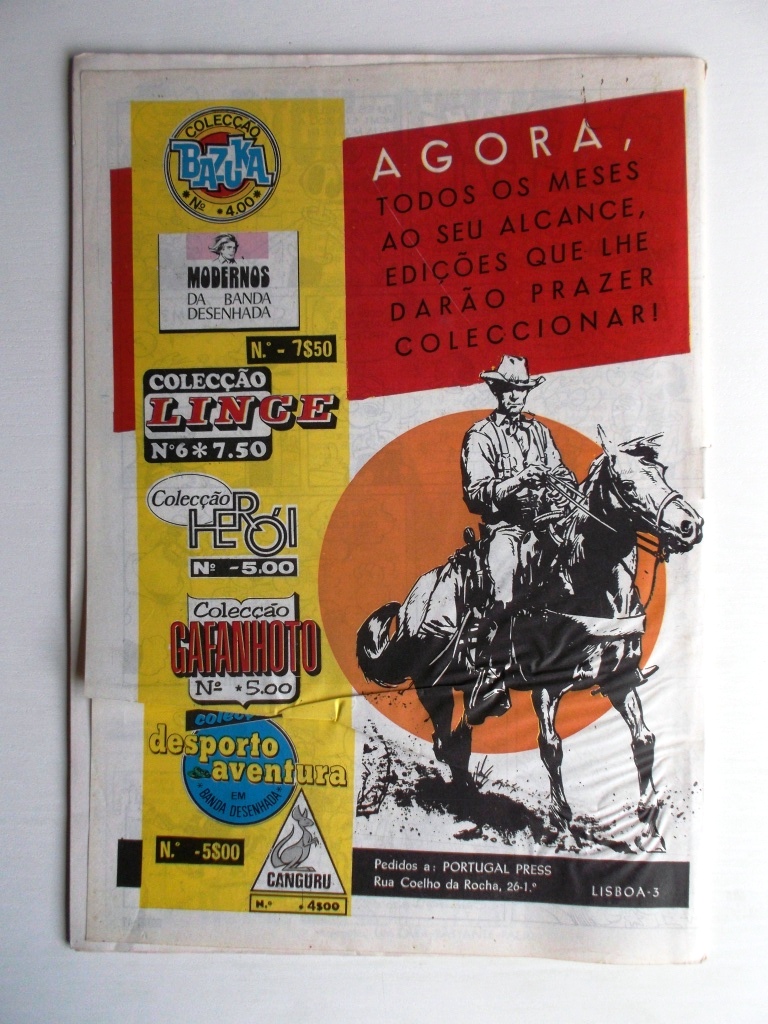 COLECÇÃO
BAZUKA
* Nº * 4.00 *
MODERNOS
DA BANDA
DESENHADA
N.º - 7$50
COLECÇÃO
LINCE
Nº6 * 7.50
Colecção
HERÓI
Nº - 5.00
Colecção
GAFANHOTO
Nº * 5.00
desporto
aventura
EM
BANDA DESENHADA
N.º - 5$00
CANGURU
N.º * 4$00
AGORA,
TODOS OS MESES
AO SEU ALCANCE,
EDIÇÕES QUE LHE
DARÃO PRAZER
COLECCIONAR!
Pedidos a: PORTUGAL PRESS
Rua Coelho da Rocha, 26-1.º
LISBOA-3